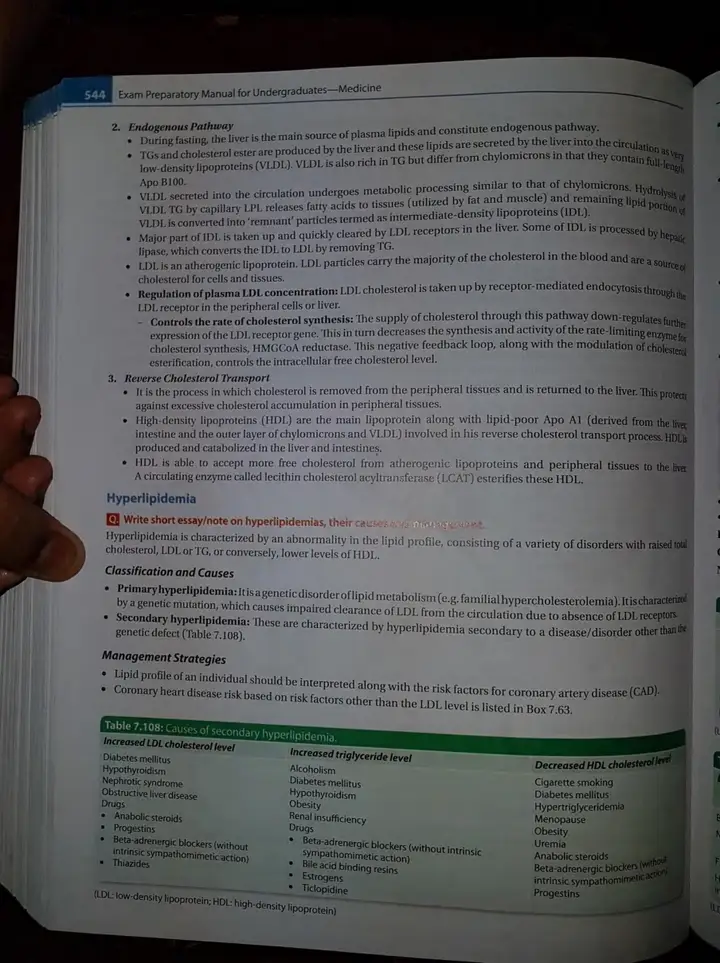 544 Exam Preparatory Manual for Undergraduates—Medicine
2. Endogenous Pathway
• During fasting, the liver is the main source of plasma lipids and constitute endogenous pathway.
• TGs and cholesterol ester are produced by the liver and these lipids are secreted by the liver into the circulation as very
low-density lipoproteins (VLDL). VLDL is also rich in TG but differ from chylomicrons in that they contain full-length
Apo B100.
• VLDL secreted into the circulation undergoes metabolic processing similar to that of chylomicrons. Hydrolysis of
VLDL TG by capillary LPL releases fatty acids to tissues (utilized by fat and muscle) and remaining lipid portion of
VLDL is converted into 'remnant' particles termed as intermediate-density lipoproteins (IDL).
• Major part of IDL is taken up and quickly cleared by LDL receptors in the liver. Some of IDL is processed by hepatic
lipase, which converts the IDL to LDL by removing TG.
• LDL is an atherogenic lipoprotein. LDL particles carry the majority of the cholesterol in the blood and are a source of
cholesterol for cells and tissues.
• Regulation of plasma LDL concentration: LDL cholesterol is taken up by receptor-mediated endocytosis through the
LDL receptor in the peripheral cells or liver.
– Controls the rate of cholesterol synthesis: The supply of cholesterol through this pathway down-regulates further
expression of the LDL receptor gene. This in turn decreases the synthesis and activity of the rate-limiting enzyme for
cholesterol synthesis, HMGCoA reductase. This negative feedback loop, along with the modulation of cholesterol
esterification, controls the intracellular free cholesterol level.
3. Reverse Cholesterol Transport
• It is the process in which cholesterol is removed from the peripheral tissues and is returned to the liver. This protects
against excessive cholesterol accumulation in peripheral tissues.
• High-density lipoproteins (HDL) are the main lipoprotein along with lipid-poor Apo A1 (derived from the liver,
intestine and the outer layer of chylomicrons and VLDL) involved in his reverse cholesterol transport process. HDL is
produced and catabolized in the liver and intestines.
• HDL is able to accept more free cholesterol from atherogenic lipoproteins and peripheral tissues to the liver
A circulating enzyme called lecithin cholesterol acyltransferase (LCAT) esterifies these HDL.
Hyperlipidemia
Q. Write short essay/note on hyperlipidemias, their causes and management.
Hyperlipidemia is characterized by an abnormality in the lipid profile, consisting of a variety of disorders with raised total
cholesterol, LDL or TG, or conversely, lower levels of HDL.
Classification and Causes
• Primary hyperlipidemia: It is a genetic disorder of lipid metabolism (e.g. familial hypercholesterolemia). It is characterized
by a genetic mutation, which causes impaired clearance of LDL from the circulation due to absence of LDL receptors.
• Secondary hyperlipidemia: These are characterized by hyperlipidemia secondary to a disease/disorder other than the
genetic defect (Table 7.108).
Management Strategies
• Lipid profile of an individual should be interpreted along with the risk factors for coronary artery disease (CAD).
• Coronary heart disease risk based on risk factors other than the LDL level is listed in Box 7.63.
Table 7.108: Causes of secondary hyperlipidemia.
Increased LDL cholesterol level
Diabetes mellitus
Hypothyroidism
Nephrotic syndrome
Obstructive liver disease
Drugs
• Anabolic steroids
• Progestins
• Beta-adrenergic blockers (without
intrinsic sympathomimetic action)
• Thiazides
Increased triglyceride level
Alcoholism
Diabetes mellitus
Hypothyroidism
Obesity
Renal insufficiency
Drugs
• Beta-adrenergic blockers (without intrinsic
sympathomimetic action)
• Bile acid binding resins
• Estrogens
• Ticlopidine
Decreased HDL cholesterol level
Cigarette smoking
Diabetes mellitus
Hypertriglyceridemia
Menopause
Obesity
Uremia
Anabolic steroids
Beta-adrenergic blockers (without
intrinsic sympathomimetic action)
Progestins
(LDL: low-density lipoprotein; HDL: high-density lipoprotein)